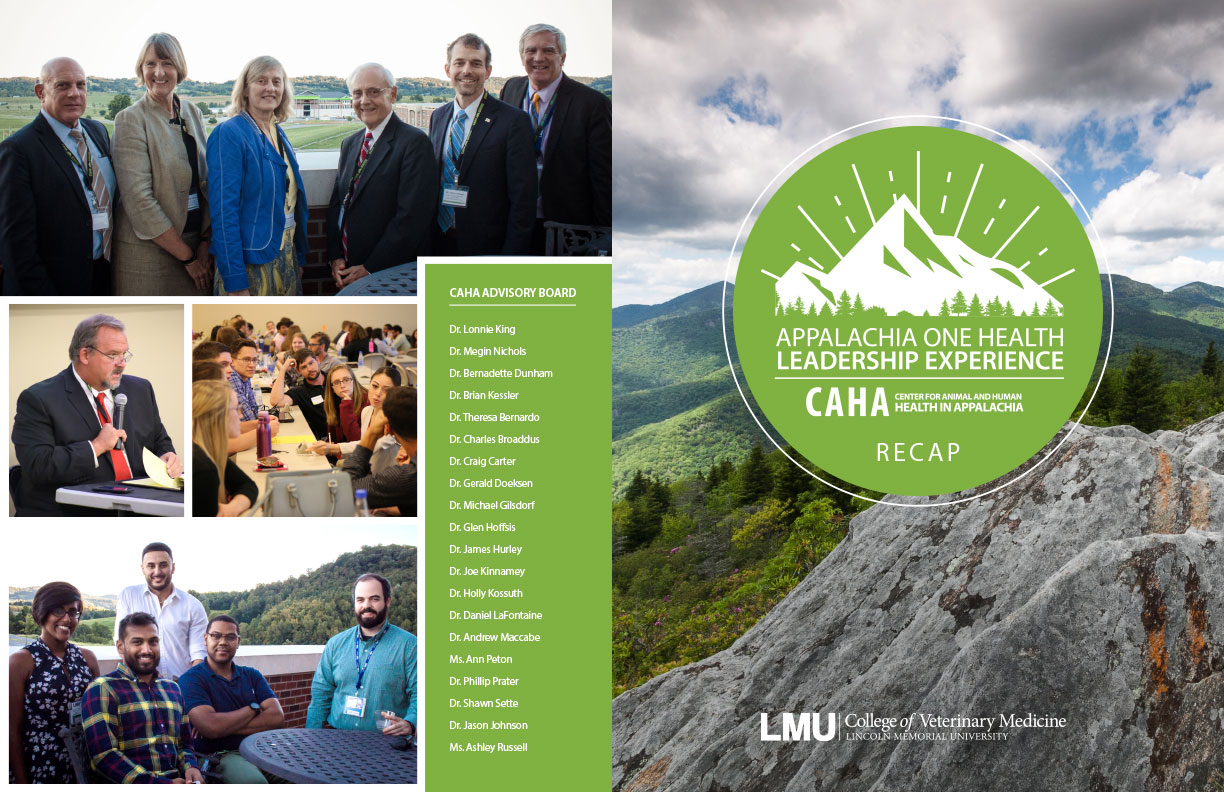 CAHA ADVISORY BOARD
Dr. Lonnie King
Dr. Megin Nichols
Dr. Bernadette Dunham
Dr. Brian Kessler
Dr. Theresa Bernardo
Dr. Charles Broaddus
Dr. Craig Carter
Dr. Gerald Doeksen
Dr. Michael Gilsdorf
Dr. Glen Hoffsis
Dr. James Hurley
Dr. Joe Kinnarney
Dr. Holly Kossuth
Dr. Daniel LaFontaine
Dr. Andrew Maccabe
Ms. Ann Peton
Dr. Phillip Prater
Dr. Shawn Sette
Dr. Jason Johnson
Ms. Ashley Russell
APPALACHIA ONE HEALTH
LEADERSHIP EXPERIENCE
CAHA
CENTER FOR ANIMAL AND HUMAN
HEALTH IN APPALACHIA
RECAP
LMU
College of Veterinary Medicine
LINCOLN MEMORIAL UNIVERSITY